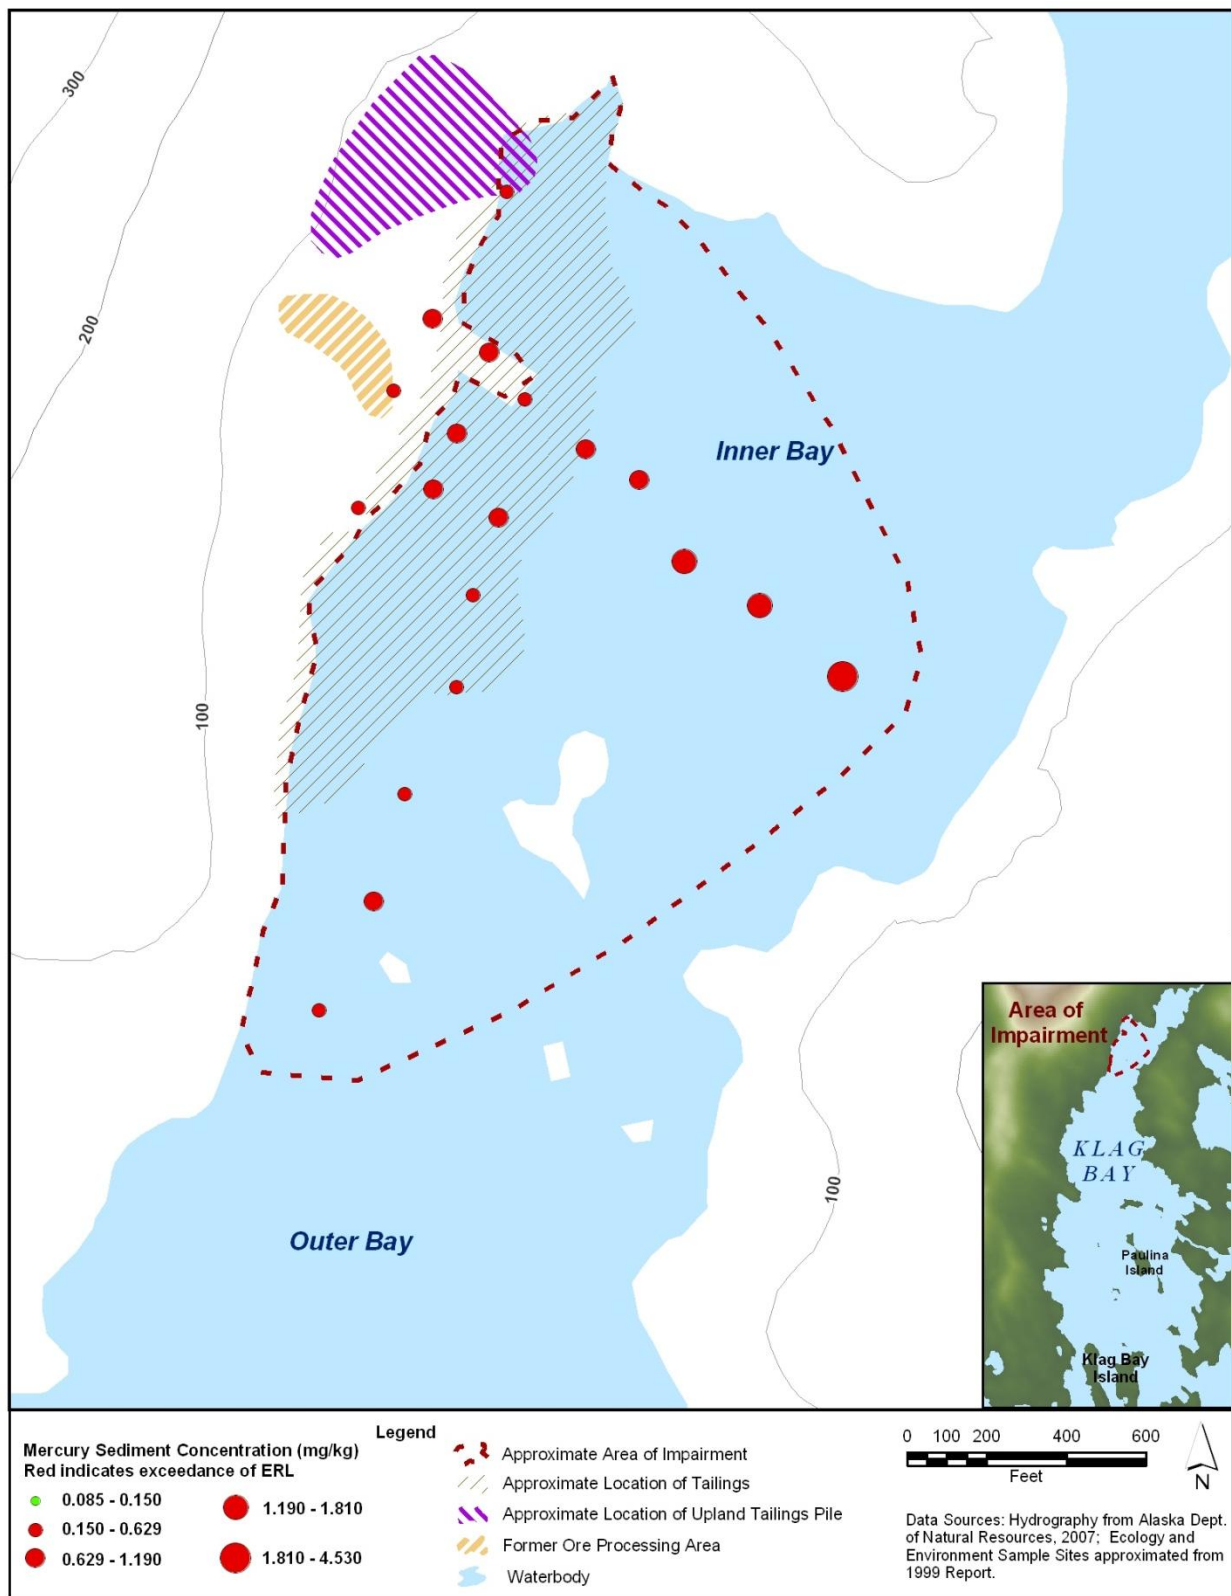 300
200
100
100
Inner Bay
Outer Bay
Area of
Impairment
KLAG
BAY
Paulina
Island
Klag Bay
Island
Legend
Mercury Sediment Concentration (mg/kg)
Red indicates exceedance of ERL
0.085 - 0.150
0.150 - 0.629
0.629 - 1.190
1.190 - 1.810
1.810 - 4.530
Approximate Area of Impairment
Approximate Location of Tailings
Approximate Location of Upland Tailings Pile
Former Ore Processing Area
Waterbody
0 100 200 400 600
Feet
N
Data Sources: Hydrography from Alaska Dept.
of Natural Resources, 2007; Ecology and
Environment Sample Sites approximated from
1999 Report.